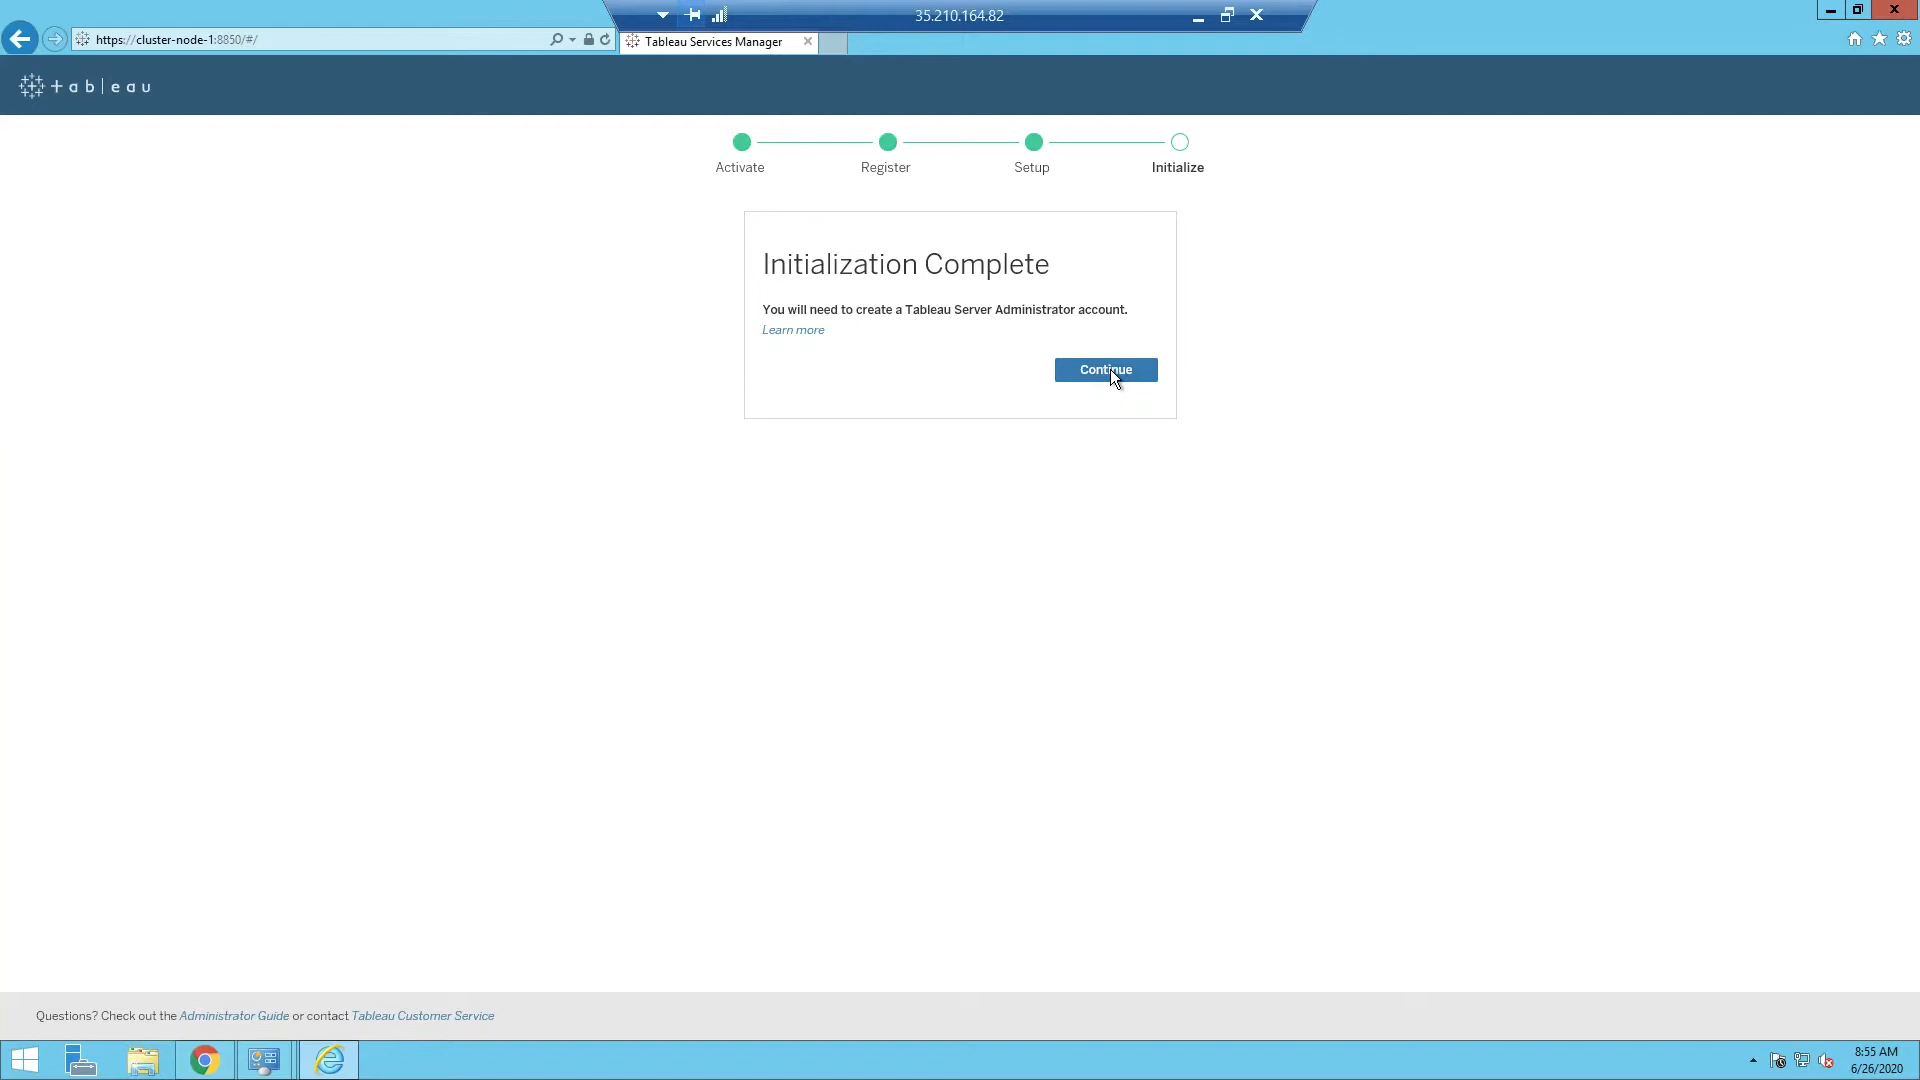 35.210.164.82
https://cluster-node-1:8850/#/
Tableau Services Manager
+ a b | e a u
Activate
Register
Setup
Initialize
Initialization Complete
You will need to create a Tableau Server Administrator account.
Learn more
Continue
Questions? Check out the Administrator Guide or contact Tableau Customer Service
8:55 AM
6/26/2020